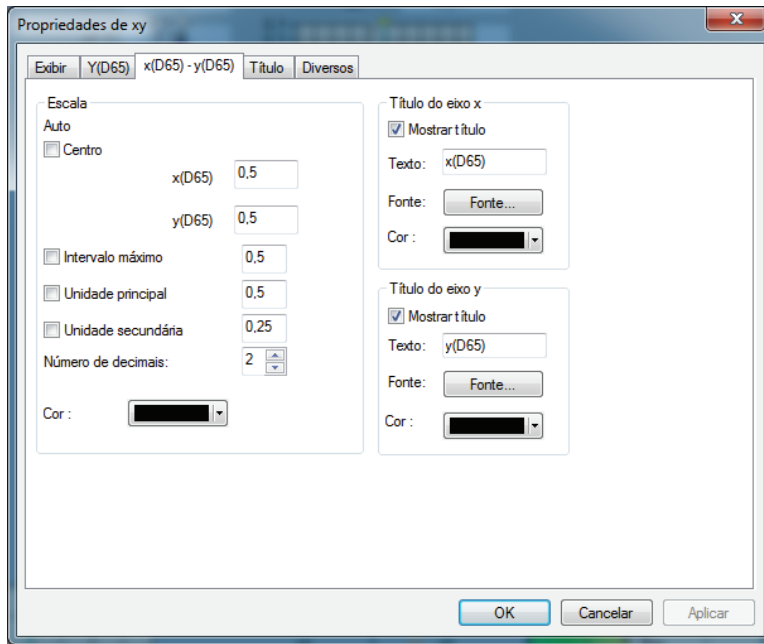 Propriedades de xy
Exibir Y(D65) x(D65) - y(D65) Título Diversos
Escala
Auto
Centro
x(D65) 0,5
y(D65) 0,5
Intervalo máximo 0,5
Unidade principal 0,5
Unidade secundária 0,25
Número de decimais: 2
Cor :
Título do eixo x
Mostrar título
Texto: x(D65)
Fonte: Fonte...
Cor :
Título do eixo y
Mostrar título
Texto: y(D65)
Fonte: Fonte...
Cor :
OK Cancelar Aplicar